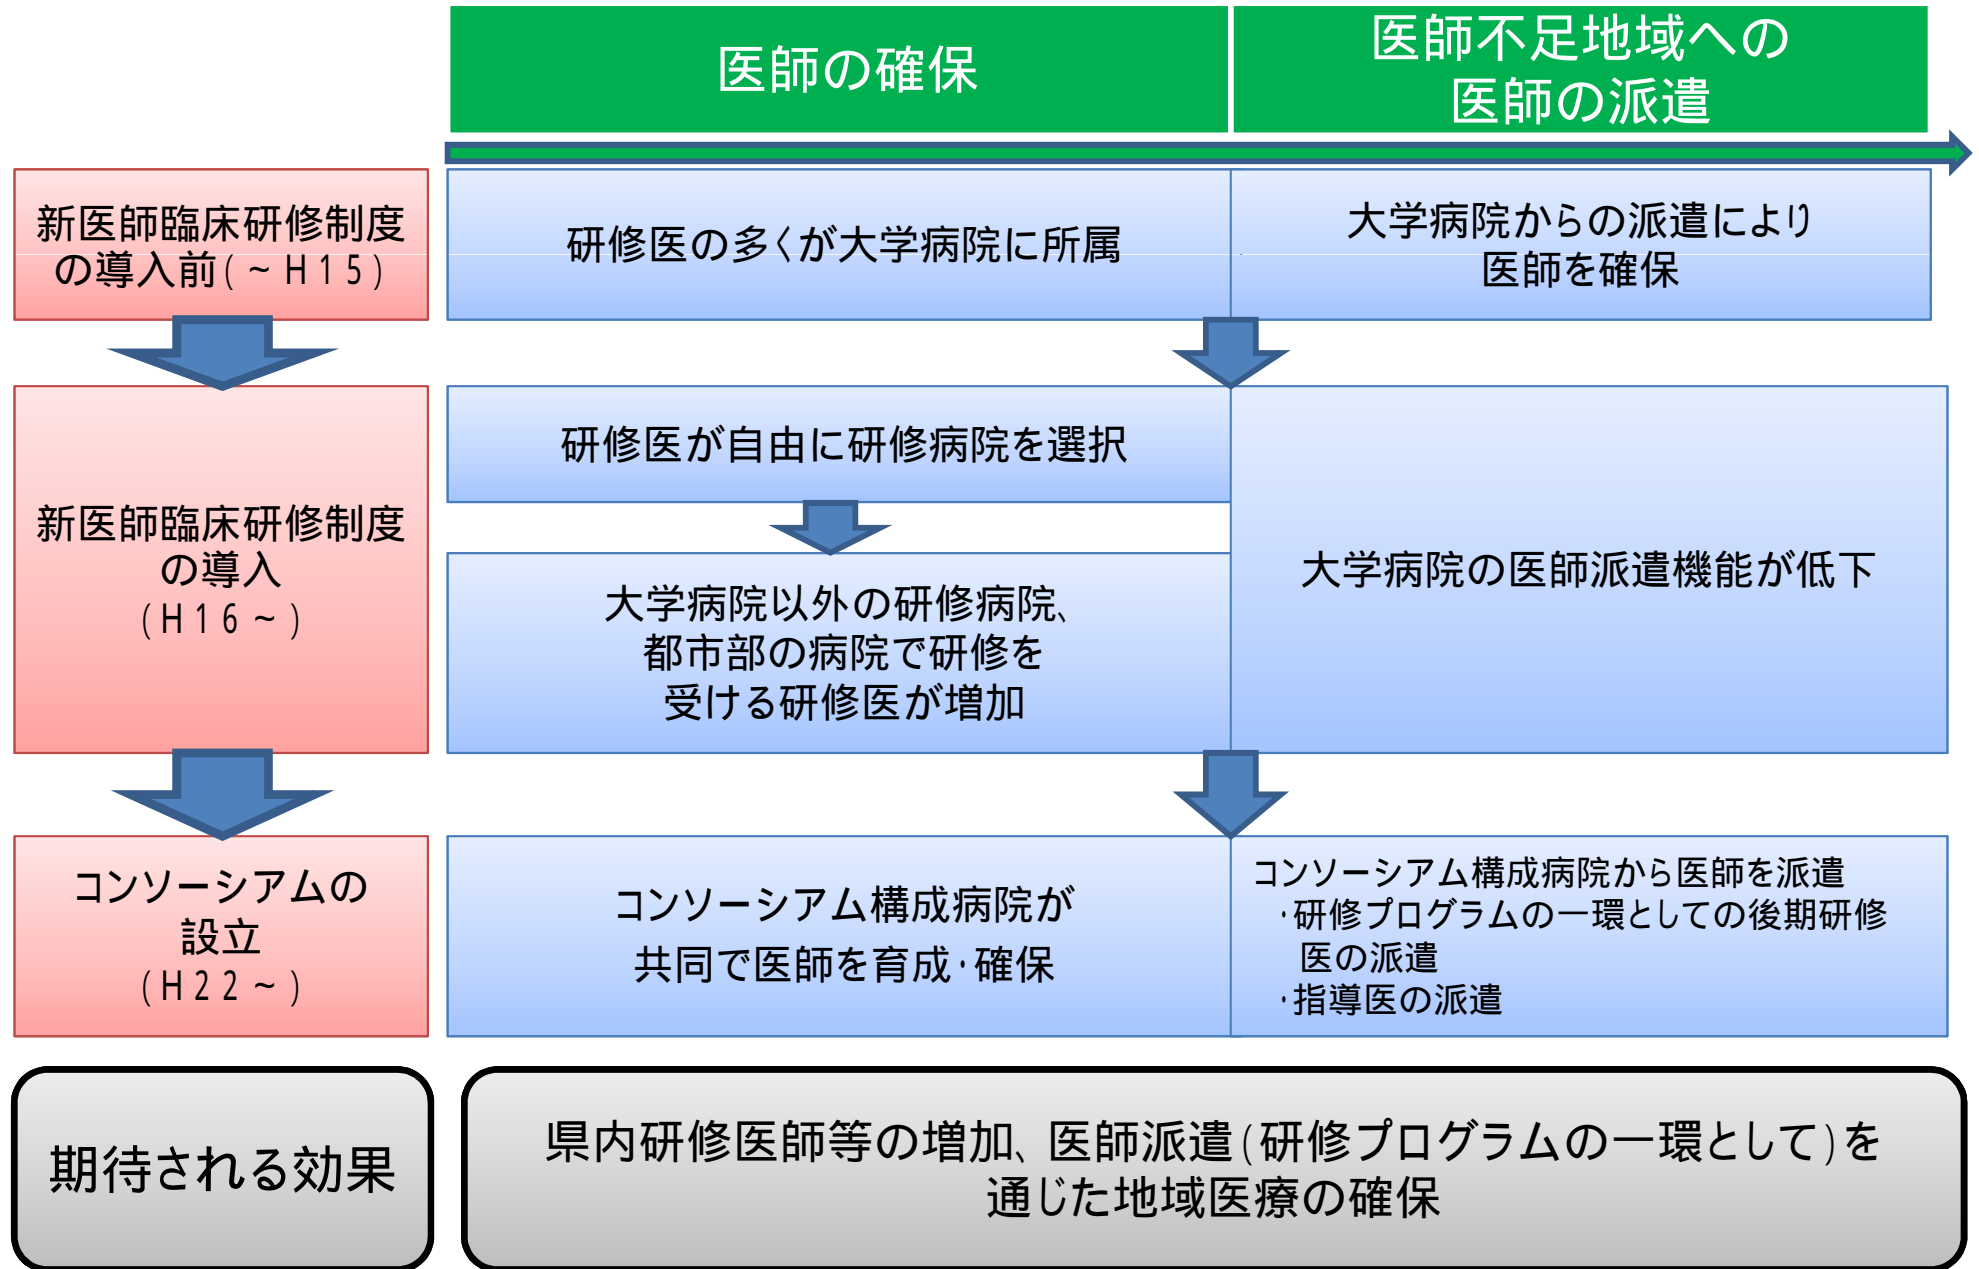 医師の確保
医師不足地域への
医師の派遣
新医師臨床研修制度
の導入前(～H15)
研修医の多くが大学病院に所属
大学病院からの派遣により
医師を確保
新医師臨床研修制度
の導入
(H16～)
研修医が自由に研修病院を選択
大学病院以外の研修病院、
都市部の病院で研修を
受ける研修医が増加
大学病院の医師派遣機能が低下
コンソーシアムの
設立
(H22～)
コンソーシアム構成病院が
共同で医師を育成・確保
コンソーシアム構成病院から医師を派遣
・研修プログラムの一環としての後期研修
医の派遣
・指導医の派遣
期待される効果
県内研修医師等の増加、医師派遣(研修プログラムの一環として)を
通じた地域医療の確保